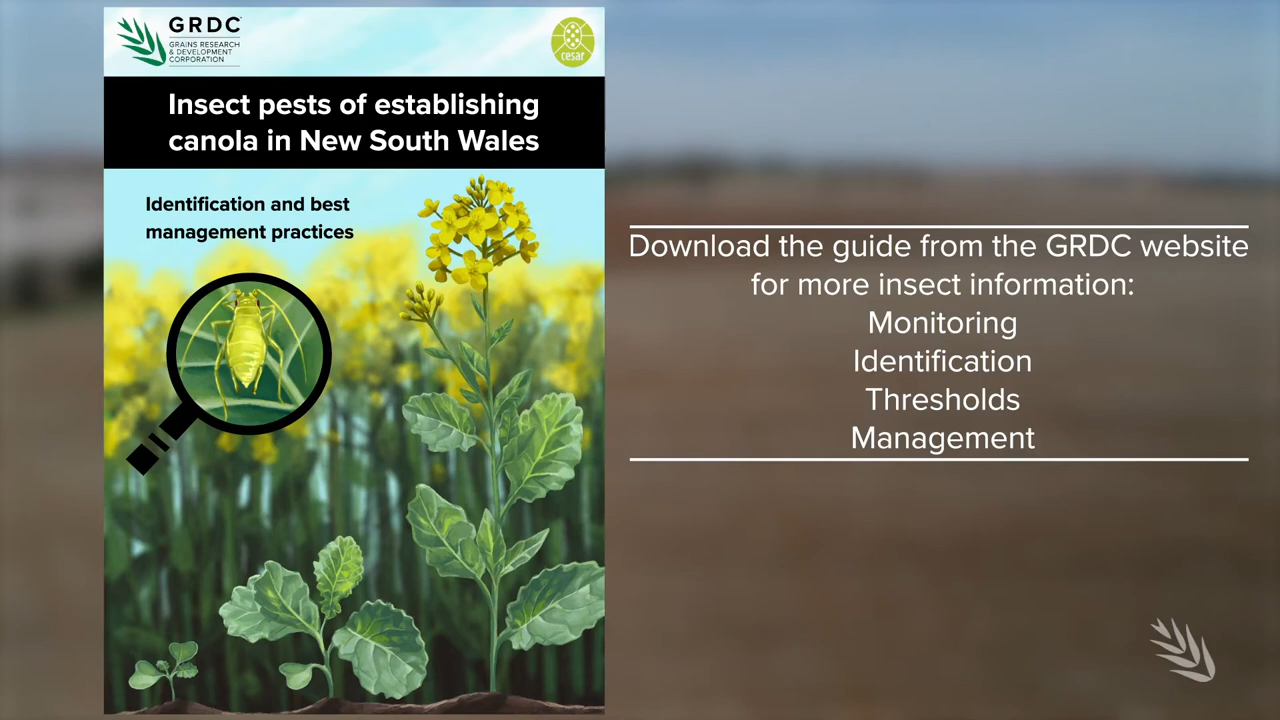 GRDC
GRAINS RESEARCH
& DEVELOPMENT
CORPORATION
cesar
Insect pests of establishing
canola in New South Wales
Identification and best
management practices
Download the guide from the GRDC website
for more insect information:
Monitoring
Identification
Thresholds
Management